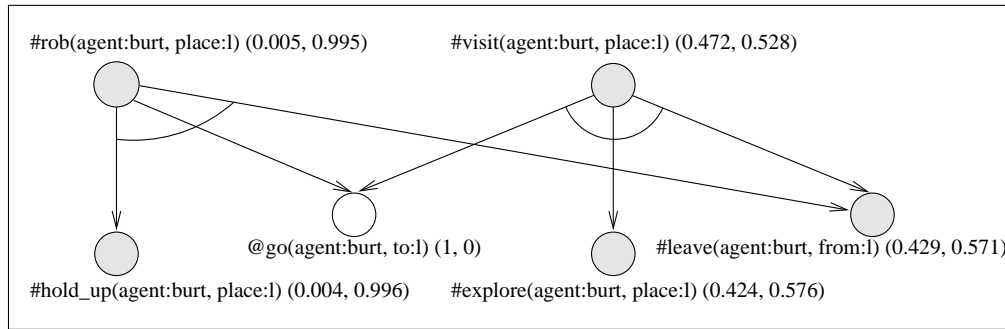 #rob(agent:burt, place:l) (0.005, 0.995)
#visit(agent:burt, place:l) (0.472, 0.528)
@go(agent:burt, to:l) (1, 0)
#leave(agent:burt, from:l) (0.429, 0.571)
#hold_up(agent:burt, place:l) (0.004, 0.996)
#explore(agent:burt, place:l) (0.424, 0.576)